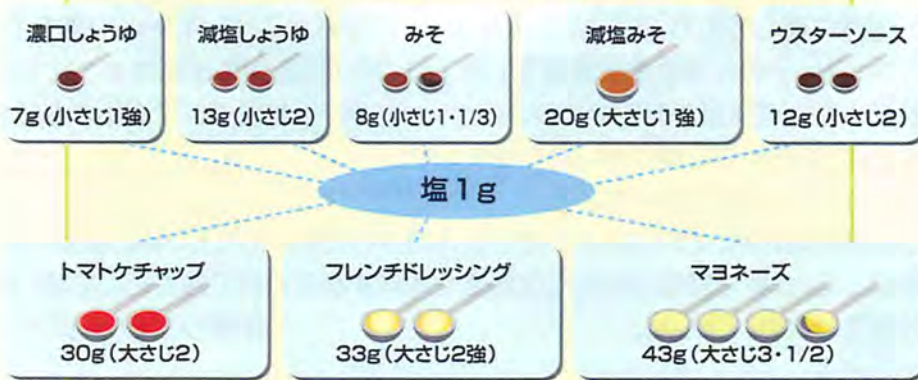 濃口しょうゆ
7g(小さじ1強)
減塩しょうゆ
13g(小さじ2)
みそ
8g(小さじ1・1/3)
減塩みそ
20g(大さじ1強)
ウスターソース
12g(小さじ2)
塩1g
トマトケチャップ
30g(大さじ2)
フレンチドレッシング
33g(大さじ2強)
マヨネーズ
43g(大さじ3・1/2)